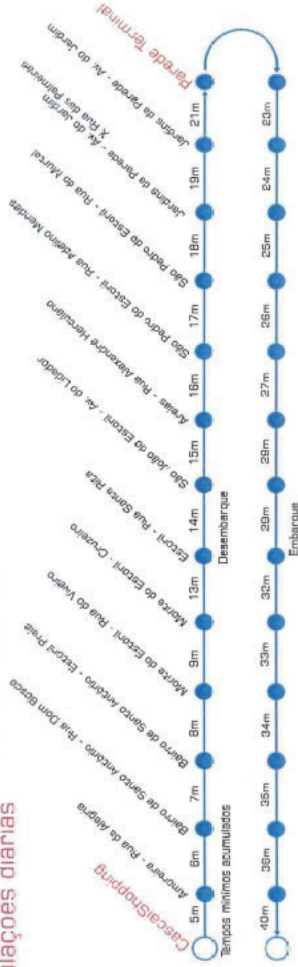 lações diárias
CascaiShopping
Amoreira - Rua da Alegria
Bairro de Santo António - Rua Dom Bosco
Bairro de Santo António - Estoril Praia
Monte do Estoril - Rua do Viveiro
Monte do Estoril - Cruzeiro
Estoril - Rua Santa Rita
São João do Estoril - Av. do Lidador
Areias - Rua Alexandre Herculano
São Pedro do Estoril - Rua Adelino Mendes
São Pedro do Estoril - Rua do Murtal
Jardins da Parede - Av. do Jardim
X Rua das Palmeiras
Jardins da Parede - Av. do Jardim
Parede Terminal
5m 6m 7m 8m 9m 13m 14m 15m 16m 17m 18m 19m 21m
Tempos mínimos acumulados
Desembarque
40m 36m 35m 34m 33m 32m 29m 28m 27m 26m 25m 24m 23m
Embarque